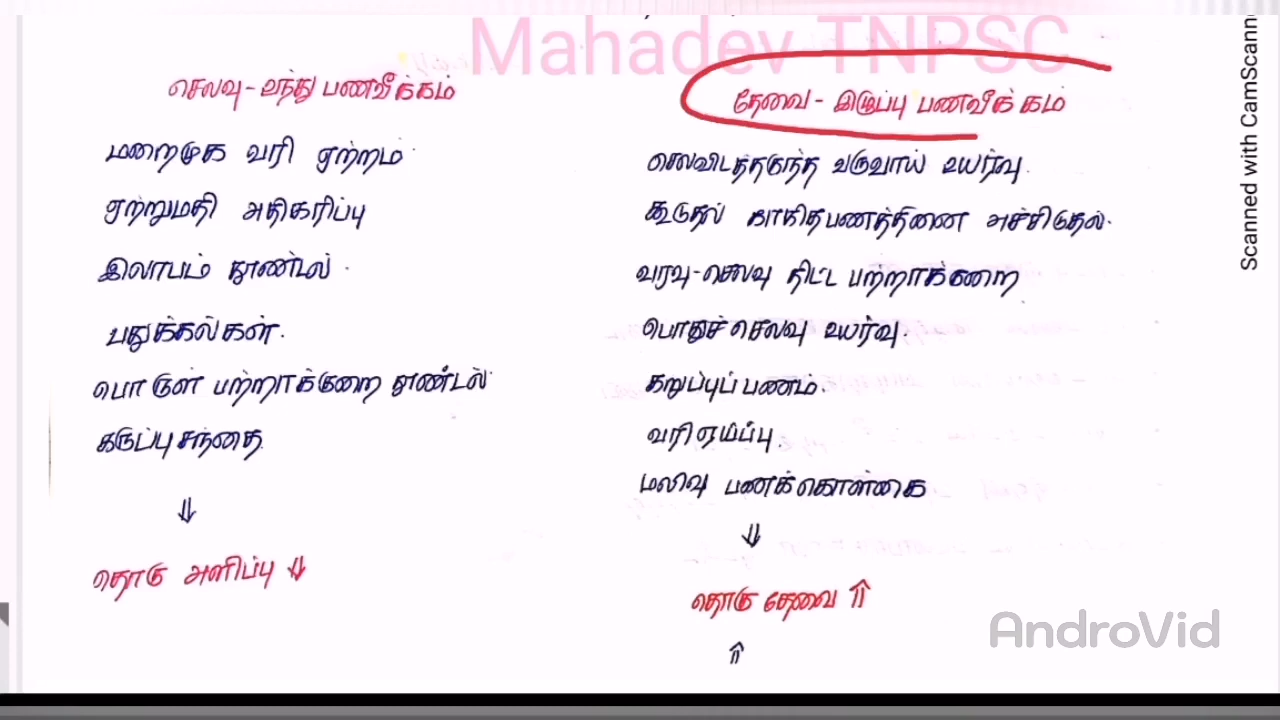 Mahadev TNPSC
செலவு - உந்து பணவீக்கம்
மறைமுக வரி ஏற்றம்
ஏற்றுமதி அதிகரிப்பு
இலாபம் தூண்டல்
பதுக்கல்கள்.
பொருள் பற்றாக்குறை தூண்டல்
கருப்பு சந்தை
⇓
தொகு அளிப்பு ⇓
தேவை - இழுப்பு பணவீக்கம்
செலவிடத்தகுந்த வருவாய் உயர்வு.
கூடுதல் காகிதபணத்தினை அச்சிடுதல்.
வரவு - செலவு திட்ட பற்றாக்குறை
பொதுச் செலவு உயர்வு.
கறுப்புப் பணம்.
வரி ஏய்ப்பு.
மலிவு பணக்கொள்கை
⇓
தொகு தேவை ⇑
⇑
Scanned with CamScann
AndroVid